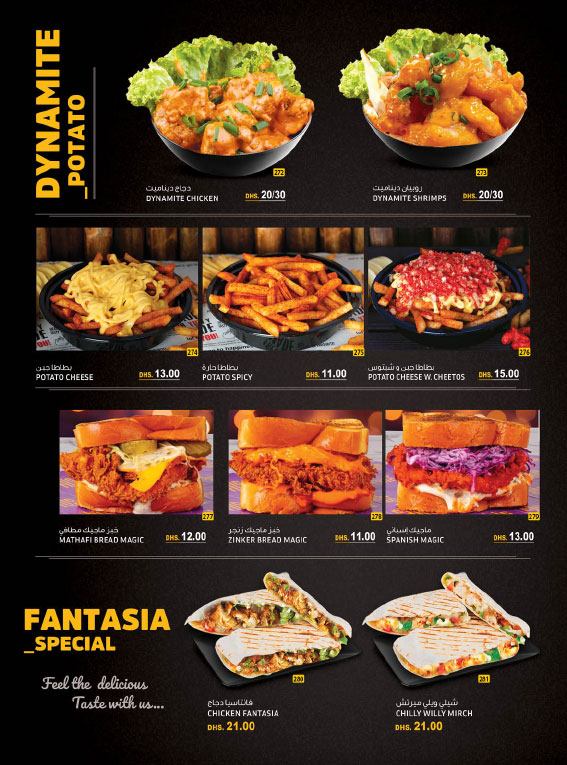 DYNAMITE
_POTATO
272
دجاج ديناميت
DYNAMITE CHICKEN
DHS. 20/30
273
روبيان ديناميت
DYNAMITE SHRIMPS
DHS. 20/30
274
بطاطا جبن
POTATO CHEESE
DHS. 13.00
275
بطاطا حارة
POTATO SPICY
DHS. 11.00
276
بطاطا جبن و شيتوس
POTATO CHEESE W. CHEETOS
DHS. 15.00
277
خبز ماجيك مطافي
MATHAFI BREAD MAGIC
DHS. 12.00
278
خبز ماجيك زنجر
ZINKER BREAD MAGIC
DHS. 11.00
279
ماجيك إسباني
SPANISH MAGIC
DHS. 13.00
FANTASIA
_SPECIAL
Feel the delicious
Taste with us...
280
فانتاسيا دجاج
CHICKEN FANTASIA
DHS. 21.00
281
شيلي ويلي ميرتش
CHILLY WILLY MIRCH
DHS. 21.00